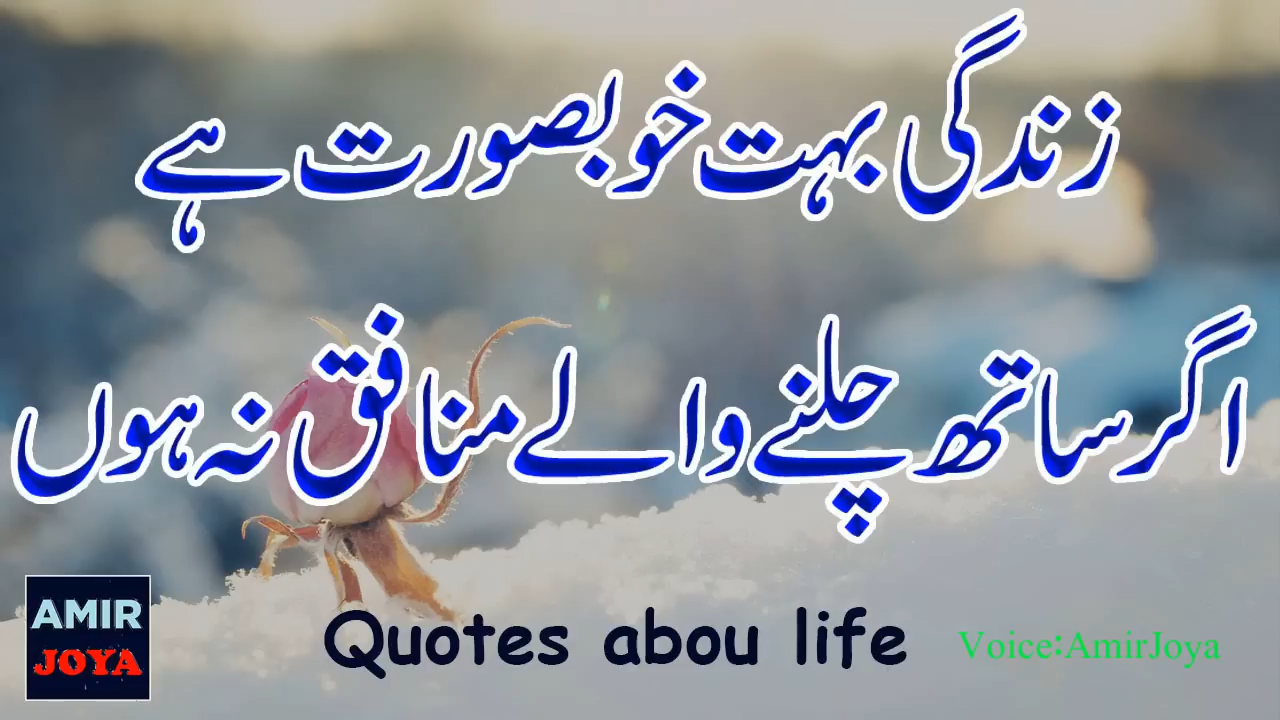 زندگی بہت خوبصورت ہے
اگر ساتھ چلنے والے منافق نہ ہوں
AMIR
JOYA
Quotes abou life
Voice:AmirJoya